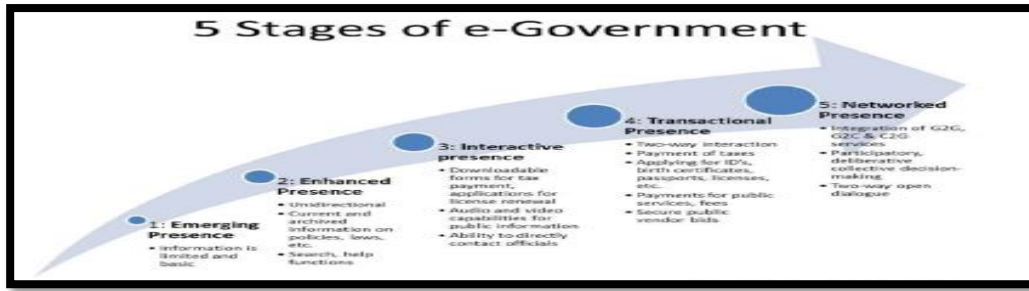 5 Stages of e-Government
1: Emerging
Presence
• Information is
limited and
basic
2: Enhanced
Presence
• Unidirectional
• Current and
archived
information on
policies, laws,
etc.
• Search, help
functions
3: Interactive
presence
• Downloadable
forms for tax
payment,
applications for
license renewal
• Audio and video
capabilities for
public information
• Ability to directly
contact officials
4: Transactional
Presence
• Two-way interaction
• Payment of taxes
• Applying for ID's,
birth certificates,
passports, licenses,
etc.
• Payments for public
services, fees
• Secure public
vendor bids
5: Networked
Presence
• Integration of G2G,
G2C & C2G
services
• Participatory,
deliberative
collective decision-
making
• Two-way open
dialogue